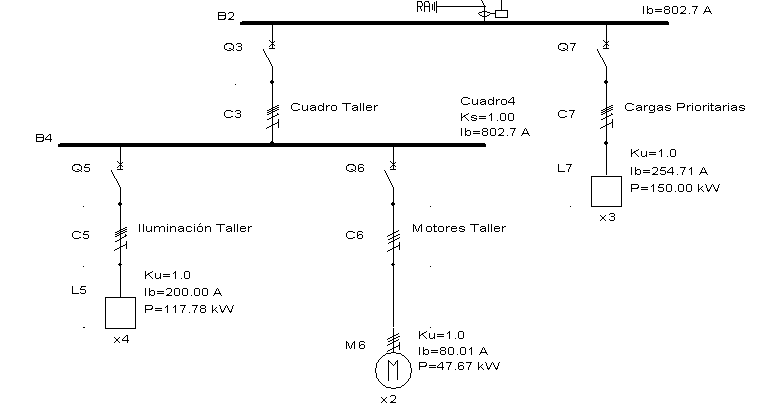 RA
B2
Ib=802.7 A
Q3
Q7
Cuadro Taller
C3
Cuadro4
Ks=1.00
Ib=802.7 A
C7
Cargas Prioritarias
B4
Q5
Q6
L7
Ku=1.0
Ib=254.71 A
P=150.00 kW
x3
C5
Iluminación Taller
C6
Motores Taller
L5
Ku=1.0
Ib=200.00 A
P=117.78 kW
x4
M6
Ku=1.0
Ib=80.01 A
P=47.67 kW
M
x2